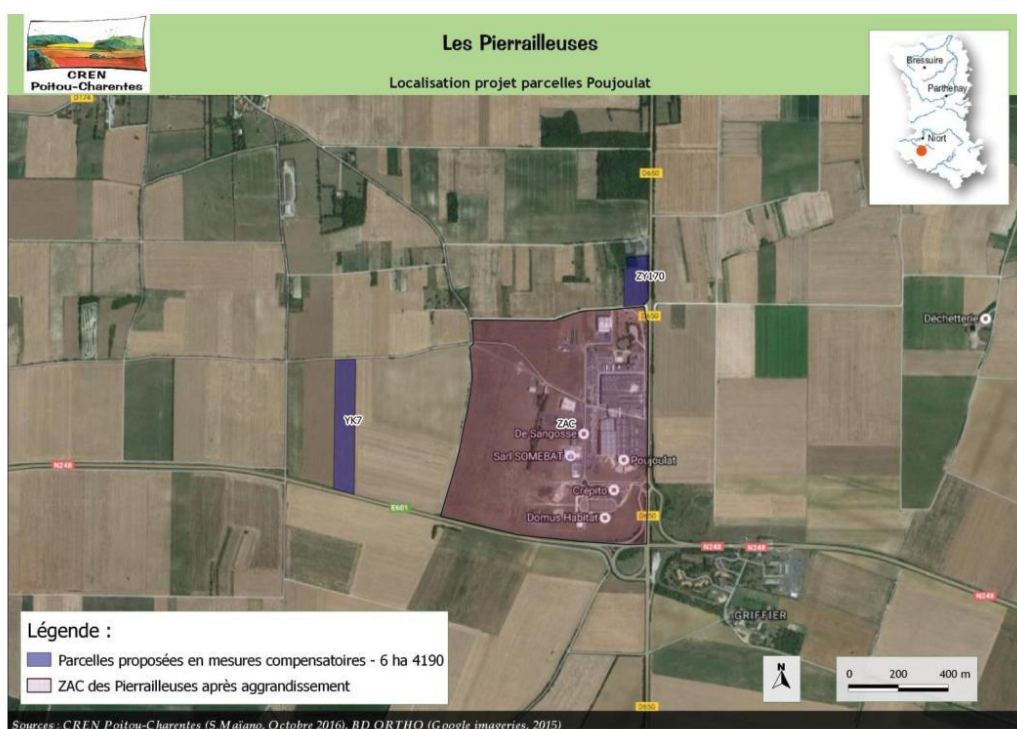 Les Pierrailleuses
Localisation projet parcelles Poujoulat
CREN
Poitou-Charentes
Bressuire
Parthenay
Niort
D174
D650
ZY170
D650
Déchetterie
YK7
ZAC
De Sangosse
Sarl SOMEBAT
Poujoulat
N248
Crépito
E601
Domus Habitat
D650
N248
N248
GRIFFIER
N248
Légende :
Parcelles proposées en mesures compensatoires - 6 ha 4190
ZAC des Pierrailleuses après aggrandissement
N
0 200 400 m
D650
Sources : CREN Poitou-Charentes (S.Maïano, Octobre 2016), BD ORTHO (Google imageries, 2015)